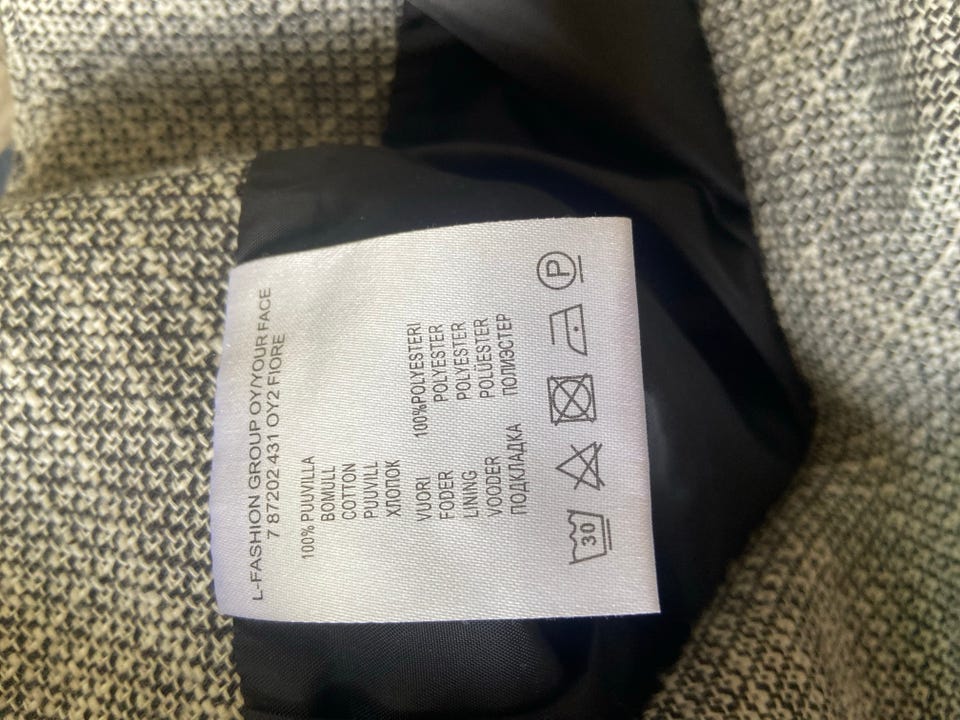 L-FASHION GROUP OY/YOUR FACE
7 87202 431 OY2 FIORE
100% PUUVILLA
BOMULL
COTTON
PUUVILL
ХЛОПОК
VUORI 100%POLYESTERI
FODER POLYESTER
LINING POLYESTER
VOODER POLÜESTER
ПОДКЛАДКА ПОЛИЭСТЕР
30 P